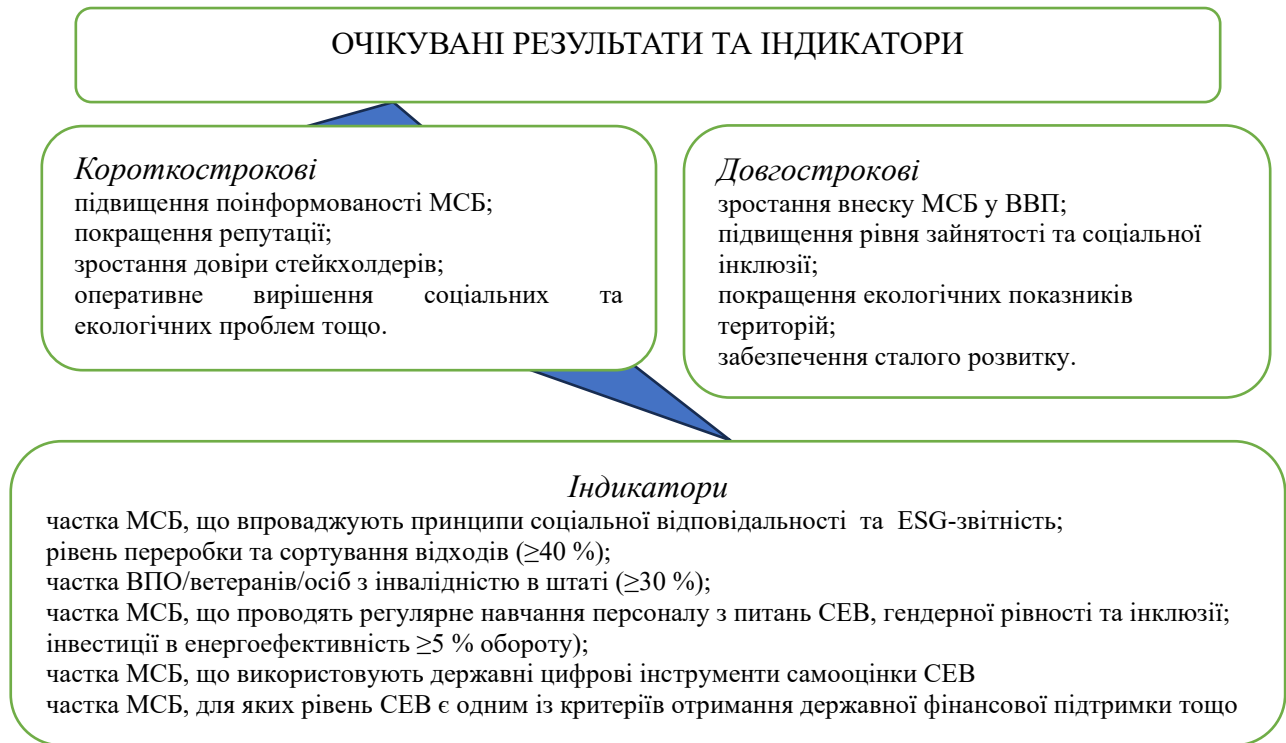 ОЧІКУВАНІ РЕЗУЛЬТАТИ ТА ІНДИКАТОРИ
Короткострокові
підвищення поінформованості МСБ;
покращення репутації;
зростання довіри стейкхолдерів;
оперативне вирішення соціальних та
екологічних проблем тощо.
Довгострокові
зростання внеску МСБ у ВВП;
підвищення рівня зайнятості та соціальної
інклюзії;
покращення екологічних показників
територій;
забезпечення сталого розвитку.
Індикатори
частка МСБ, що впроваджують принципи соціальної відповідальності та ESG-звітність;
рівень переробки та сортування відходів (≥40 %);
частка ВПО/ветеранів/осіб з інвалідністю в штаті (≥30 %);
частка МСБ, що проводять регулярне навчання персоналу з питань СЕВ, гендерної рівності та інклюзії;
інвестиції в енергоефективність ≥5 % обороту);
частка МСБ, що використовують державні цифрові інструменти самооцінки СЕВ
частка МСБ, для яких рівень СЕВ є одним із критеріїв отримання державної фінансової підтримки тощо